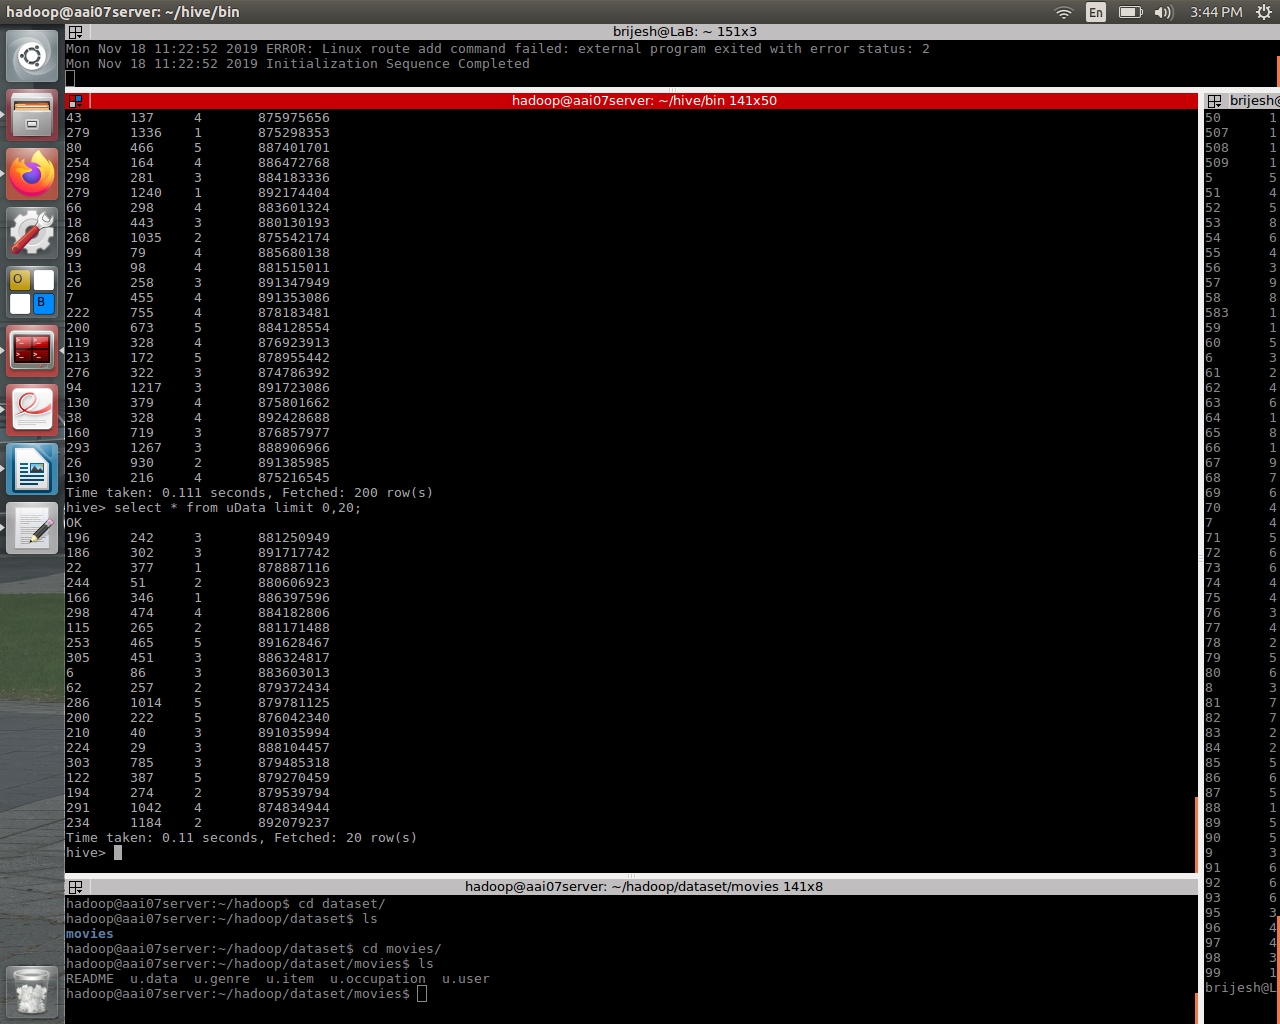 hadoop@aai07server: ~/hive/bin
En
3:44 PM
brijesh@LaB: ~ 151x3
Mon Nov 18 11:22:52 2019 ERROR: Linux route add command failed: external program exited with error status: 2
Mon Nov 18 11:22:52 2019 Initialization Sequence Completed
hadoop@aai07server: ~/hive/bin 141x50
43 137 4 875975656
279 1336 1 875298353
80 466 5 887401701
254 164 4 886472768
298 281 3 884183336
279 1240 1 892174404
66 298 4 883601324
18 443 3 880130193
268 1035 2 875542174
99 79 4 885680138
13 98 4 881515011
26 258 3 891347949
7 455 4 891353086
222 755 4 878183481
200 673 5 884128554
119 328 4 876923913
213 172 5 878955442
276 322 3 874786392
94 1217 3 891723086
130 379 4 875801662
38 328 4 892428688
160 719 3 876857977
293 1267 3 888906966
26 930 2 891385985
130 216 4 875216545
Time taken: 0.111 seconds, Fetched: 200 row(s)
hive> select * from uData limit 0,20;
OK
196 242 3 881250949
186 302 3 891717742
22 377 1 878887116
244 51 2 880606923
166 346 1 886397596
298 474 4 884182806
115 265 2 881171488
253 465 5 891628467
305 451 3 886324817
6 86 3 883603013
62 257 2 879372434
286 1014 5 879781125
200 222 5 876042340
210 40 3 891035994
224 29 3 888104457
303 785 3 879485318
122 387 5 879270459
194 274 2 879539794
291 1042 4 874834944
234 1184 2 892079237
Time taken: 0.11 seconds, Fetched: 20 row(s)
hive>
hadoop@aai07server: ~/hadoop/dataset/movies 141x8
hadoop@aai07server:~/hadoop$ cd dataset/
hadoop@aai07server:~/hadoop/dataset$ ls
movies
hadoop@aai07server:~/hadoop/dataset$ cd movies/
hadoop@aai07server:~/hadoop/dataset/movies$ ls
README u.data u.genre u.item u.occupation u.user
hadoop@aai07server:~/hadoop/dataset/movies$
brijesh@
50 1
507 1
508 1
509 1
5 5
51 4
52 5
53 8
54 6
55 4
56 3
57 9
58 8
583 1
59 1
60 5
6 3
61 2
62 4
63 6
64 1
65 8
66 1
67 9
68 7
69 6
70 4
7 4
71 5
72 6
73 6
74 4
75 4
76 3
77 4
78 2
79 5
80 6
8 3
81 7
82 7
83 2
84 2
85 5
86 6
87 5
88 1
89 5
90 5
9 3
91 6
92 6
93 6
95 3
96 4
97 4
98 3
99 1
brijesh@L
O
B